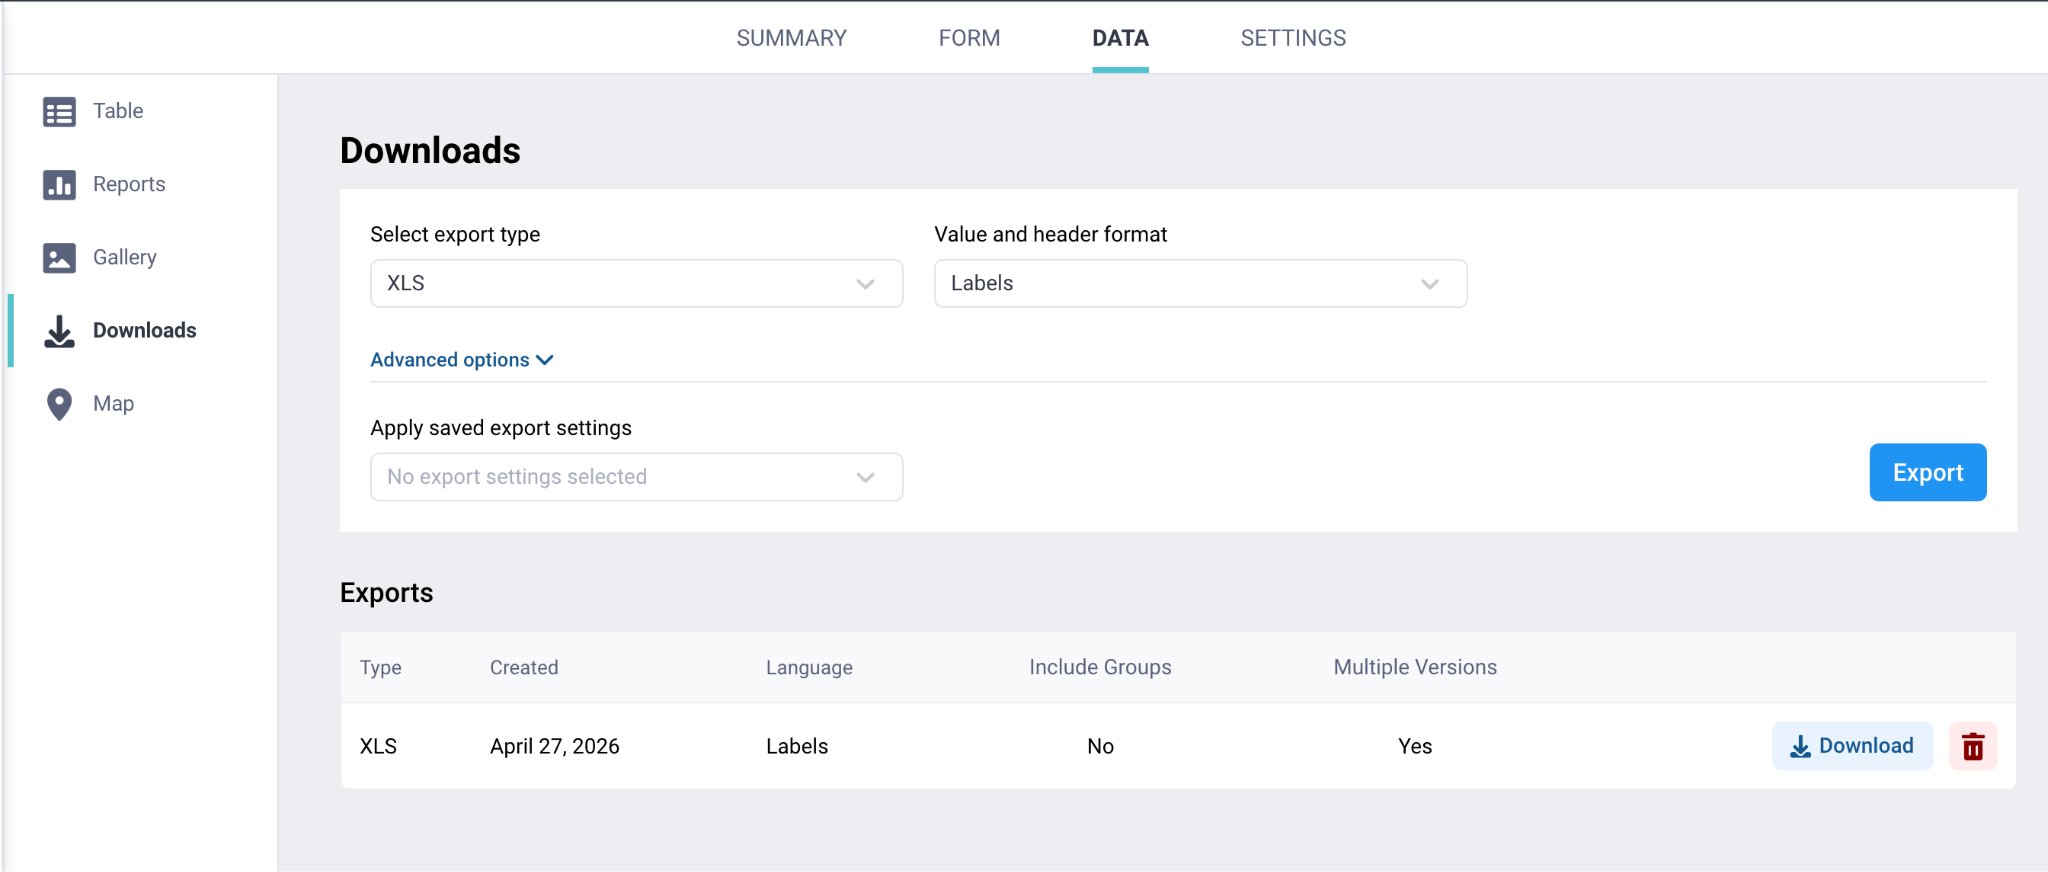 SUMMARY FORM DATA SETTINGS
Table
Reports
Gallery
Downloads
Map
Downloads
Select export type Value and header format
XLS Labels
Advanced options
Apply saved export settings
No export settings selected
Export
Exports
Type Created Language Include Groups Multiple Versions
XLS April 27, 2026 Labels No Yes Download